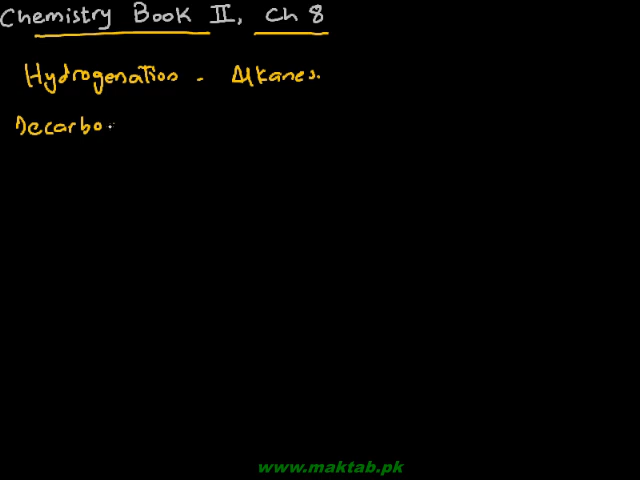 Chemistry Book II, Ch 8
Hydrogenation - Alkanes.
Decarbo
www.maktab.pk